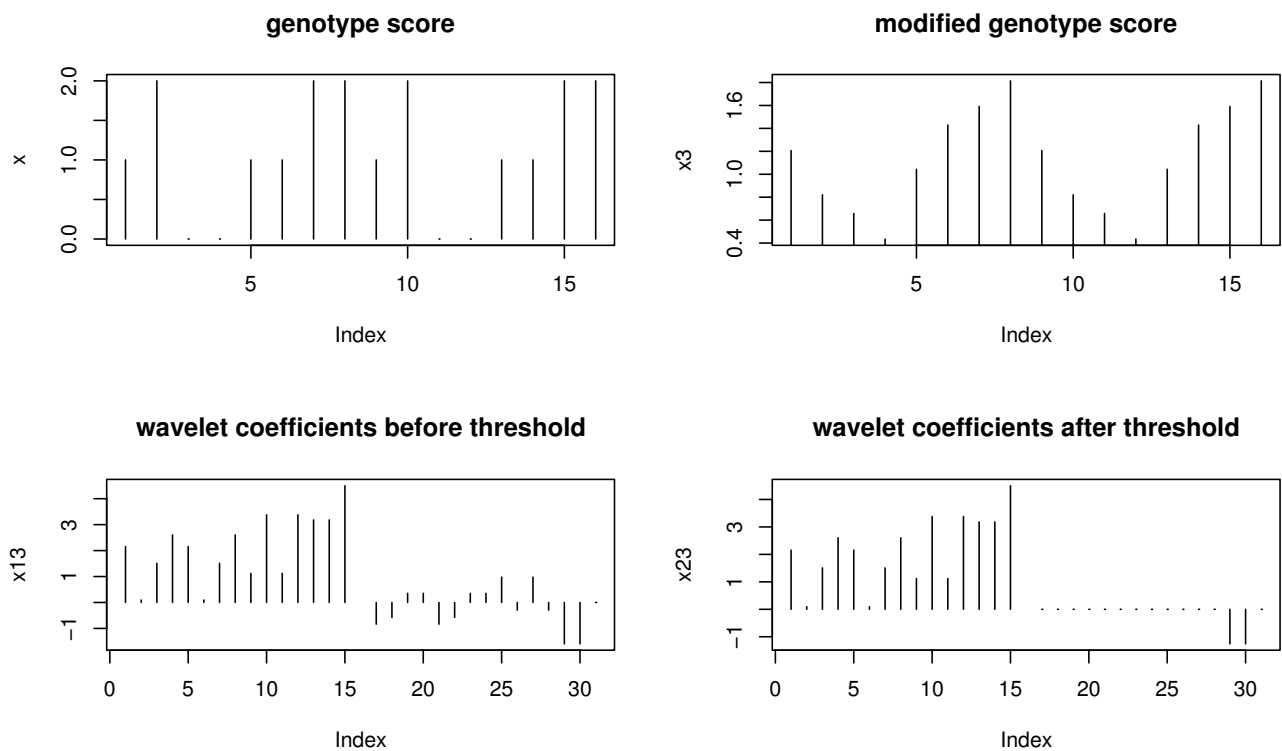 genotype score
x
0.0 1.0 2.0
5 10 15
Index
modified genotype score
x3
0.4 1.0 1.6
5 10 15
Index
wavelet coefficients before threshold
x13
−1 1 3
0 5 10 15 20 25 30
Index
wavelet coefficients after threshold
x23
−1 1 3
0 5 10 15 20 25 30
Index